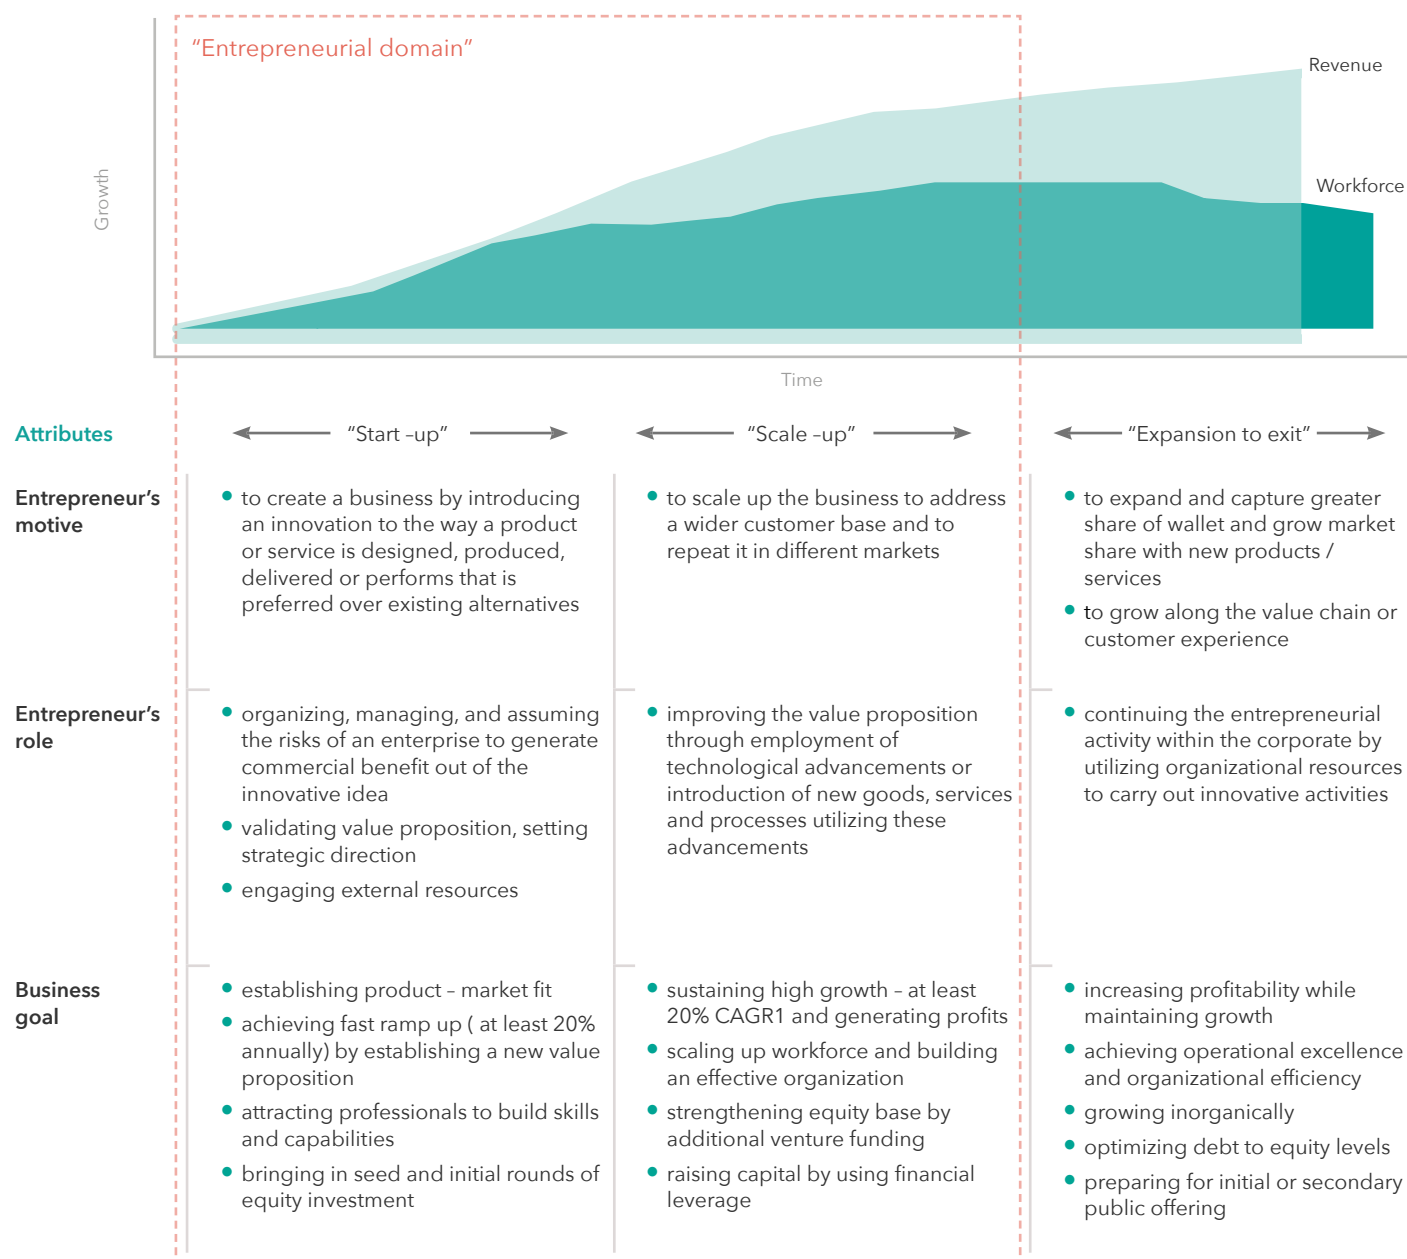 “Entrepreneurial domain“
Revenue
Workforce
Growth
Time
Attributes
“Start –up”
“Scale –up”
“Expansion to exit”
Entrepreneur’s
motive
• to create a business by introducing
an innovation to the way a product
or service is designed, produced,
delivered or performs that is
preferred over existing alternatives
• to scale up the business to address
a wider customer base and to
repeat it in different markets
• to expand and capture greater
share of wallet and grow market
share with new products /
services
• to grow along the value chain or
customer experience
Entrepreneur’s
role
• organizing, managing, and assuming
the risks of an enterprise to generate
commercial benefit out of the
innovative idea
• validating value proposition, setting
strategic direction
• engaging external resources
• improving the value proposition
through employment of
technological advancements or
introduction of new goods, services
and processes utilizing these
advancements
• continuing the entrepreneurial
activity within the corporate by
utilizing organizational resources
to carry out innovative activities
Business
goal
• establishing product – market fit
• achieving fast ramp up ( at least 20%
annually) by establishing a new value
proposition
• attracting professionals to build skills
and capabilities
• bringing in seed and initial rounds of
equity investment
• sustaining high growth – at least
20% CAGR1 and generating profits
• scaling up workforce and building
an effective organization
• strengthening equity base by
additional venture funding
• raising capital by using financial
leverage
• increasing profitability while
maintaining growth
• achieving operational excellence
and organizational efficiency
• growing inorganically
• optimizing debt to equity levels
• preparing for initial or secondary
public offering